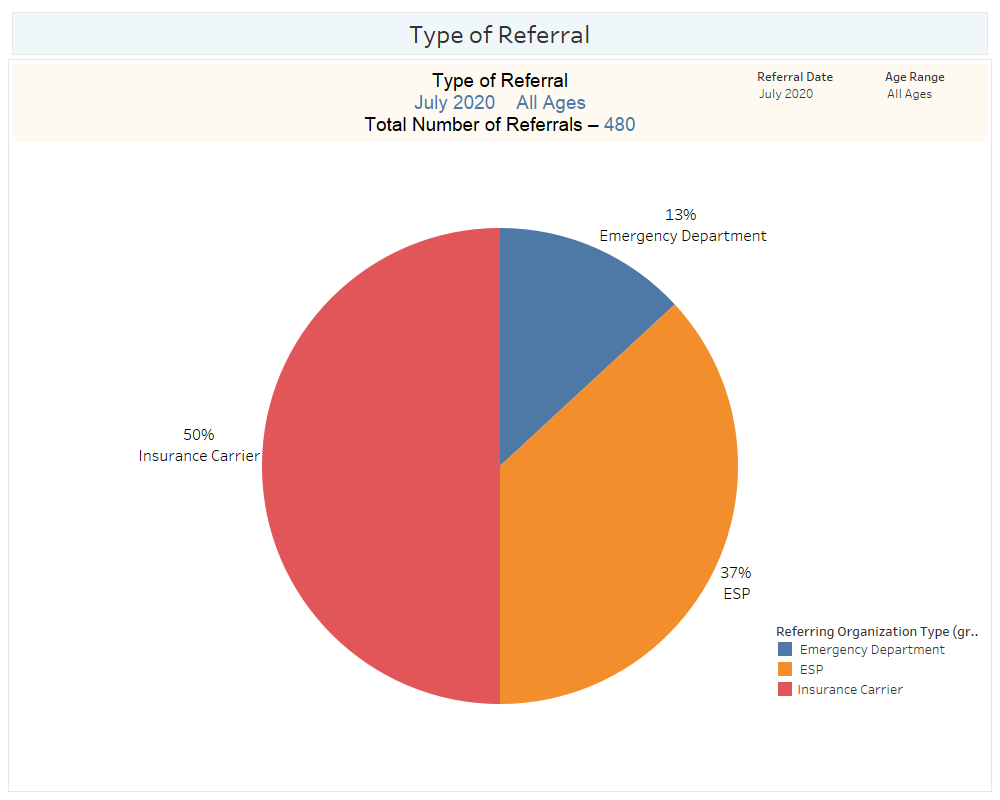 Type of Referral
Type of Referral
July 2020 All Ages
Total Number of Referrals – 480
Referral Date
July 2020
Age Range
All Ages
13%
Emergency Department
50%
Insurance Carrier
37%
ESP
Referring Organization Type (gr..
Emergency Department
ESP
Insurance Carrier